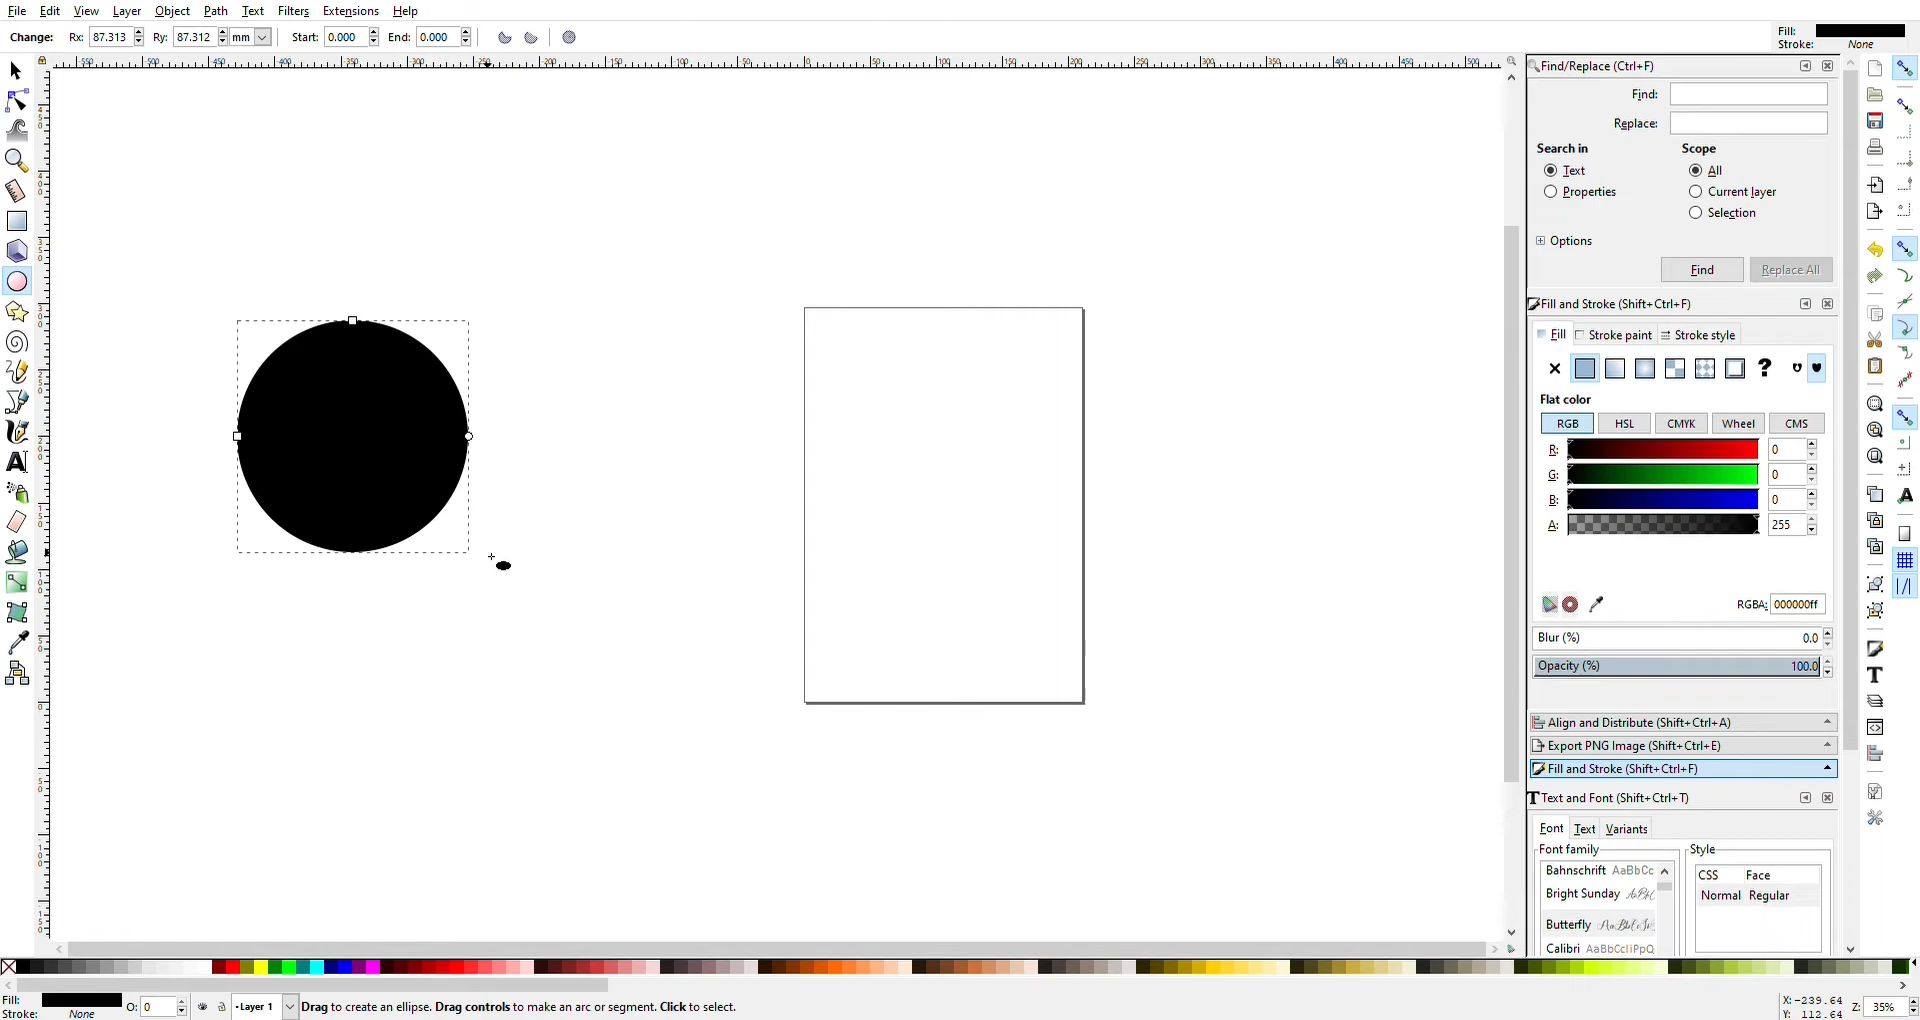 File Edit View Layer Object Path Text Filters Extensions Help
Change: Rx: 87.313 Ry: 87.312 mm Start: 0.000 End: 0.000
Fill:
Stroke: None
Find/Replace (Ctrl+F)
Find:
Replace:
Search in Scope
Text All
Properties Current layer
Selection
Options
Find Replace All
Fill and Stroke (Shift+Ctrl+F)
Fill Stroke paint Stroke style
Flat color
RGB HSL CMYK Wheel CMS
R: 0
G: 0
B: 0
A: 255
RGBA: 000000ff
Blur (%) 0.0
Opacity (%) 100.0
Align and Distribute (Shift+Ctrl+A)
Export PNG Image (Shift+Ctrl+E)
Fill and Stroke (Shift+Ctrl+F)
Text and Font (Shift+Ctrl+T)
Font Text Variants
Font family Style
Bahnschrift AaBbCc CSS Face
Bright Sunday Normal Regular
Butterfly
Calibri AaBbCcIiPpQ
Fill: O: 0 •Layer 1 Drag to create an ellipse. Drag controls to make an arc or segment. Click to select. X: -239.64 Z: 35%
Stroke: None Y: 112.64